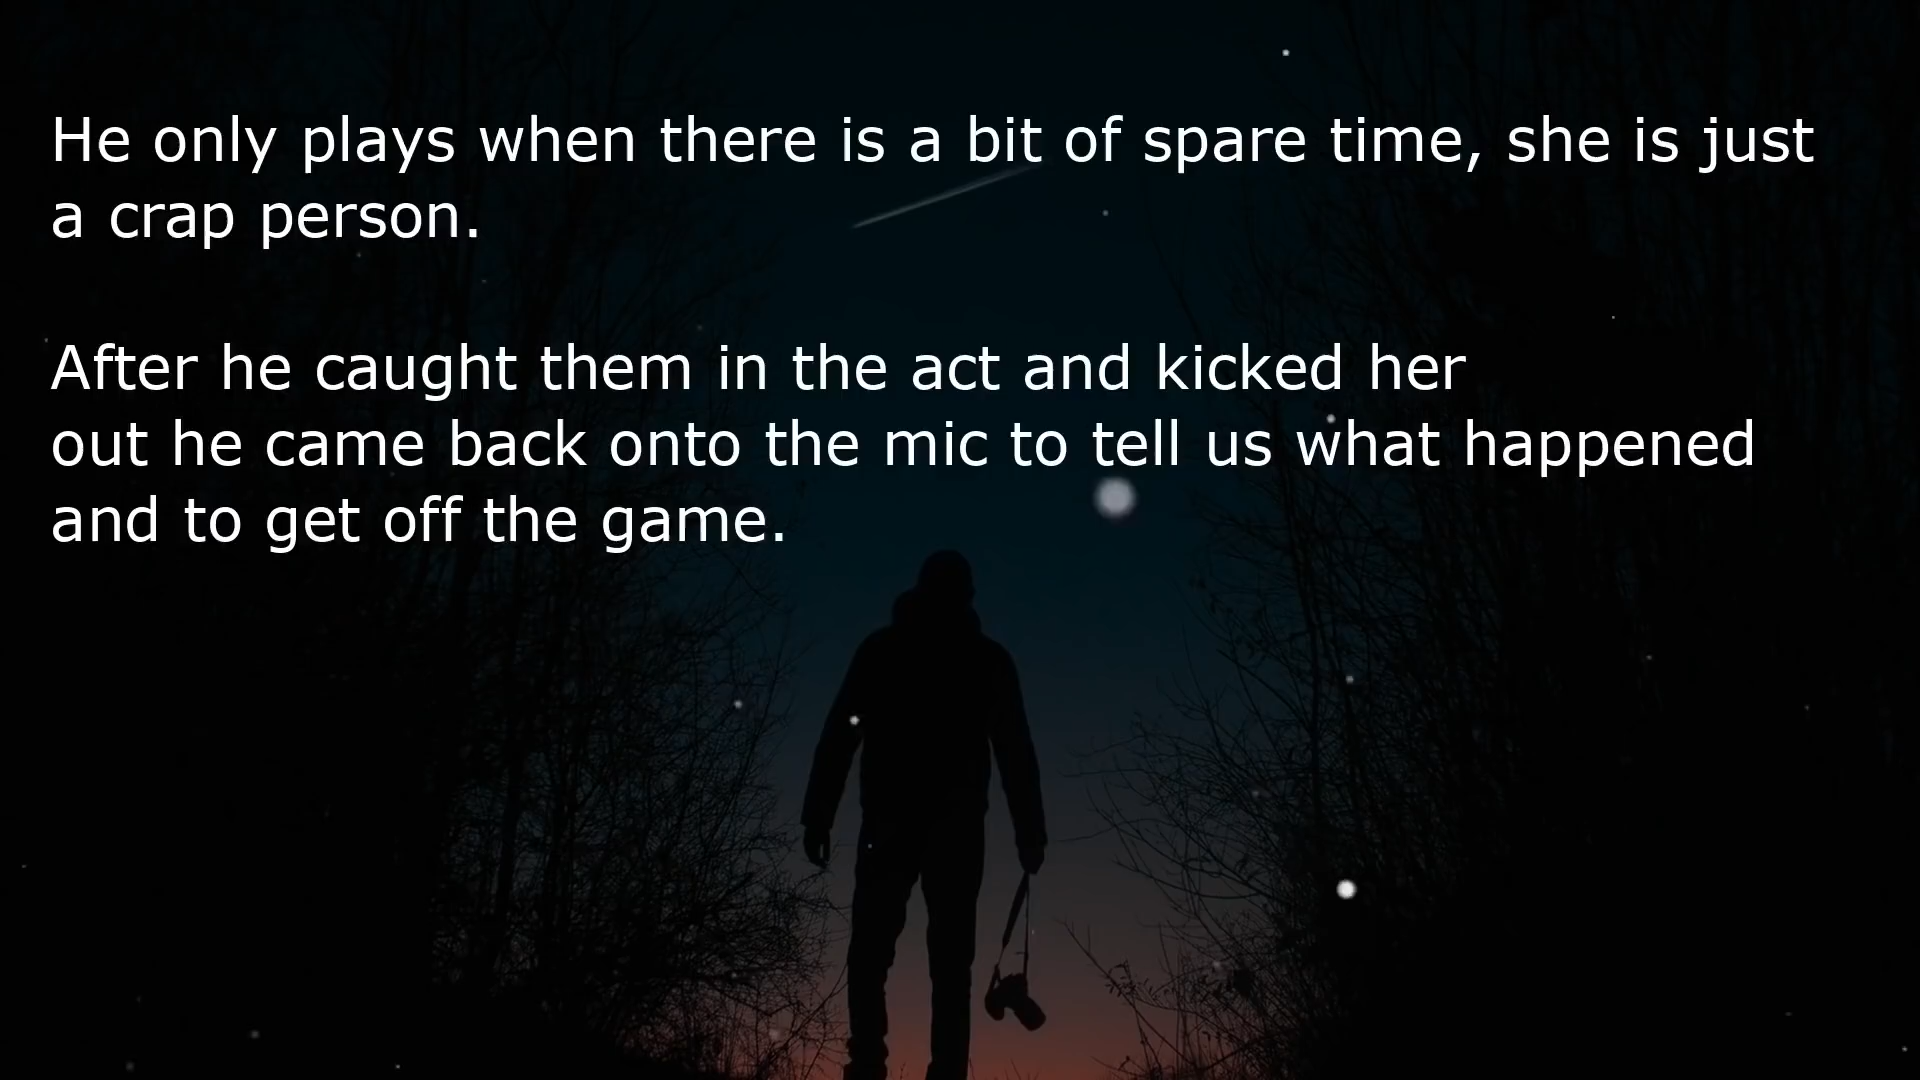 He only plays when there is a bit of spare time, she is just
a crap person.
After he caught them in the act and kicked her
out he came back onto the mic to tell us what happened
and to get off the game.